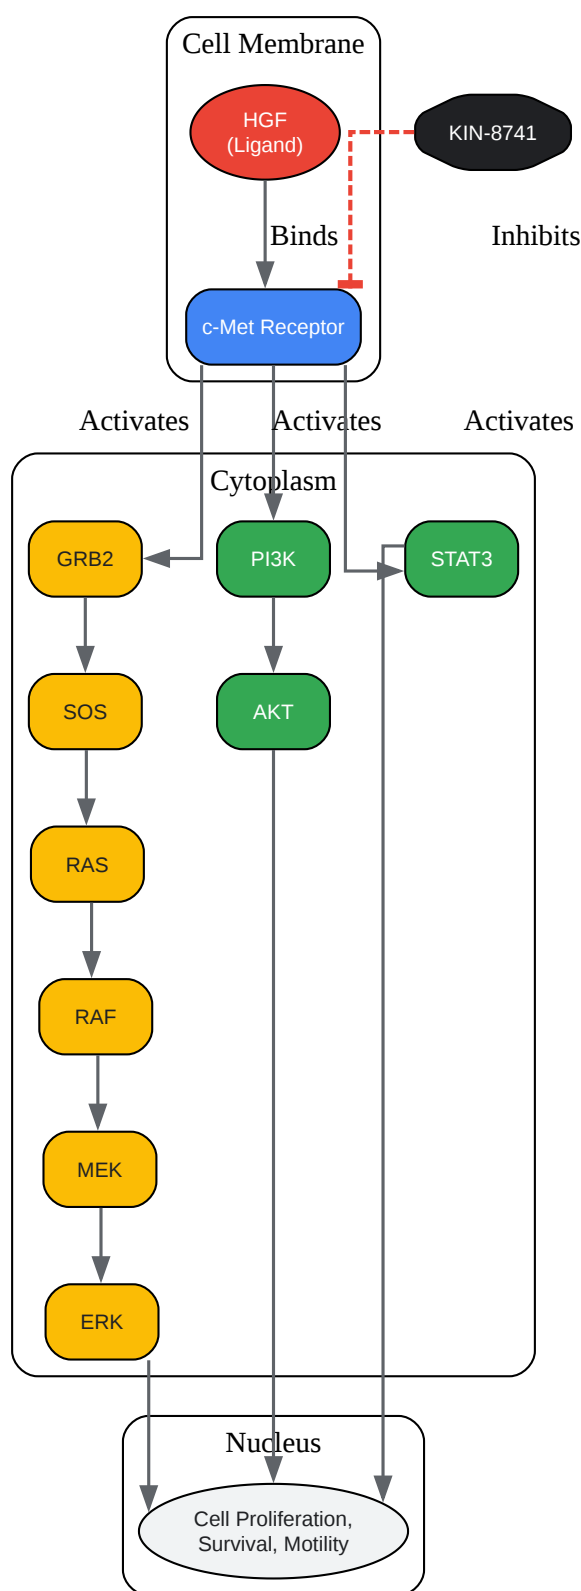 Cell Membrane
HGF
(Ligand)
KIN-8741
Binds
Inhibits
c-Met Receptor
Activates
Activates
Activates
Cytoplasm
GRB2
PI3K
STAT3
SOS
AKT
RAS
RAF
MEK
ERK
Nucleus
Cell Proliferation,
Survival, Motility